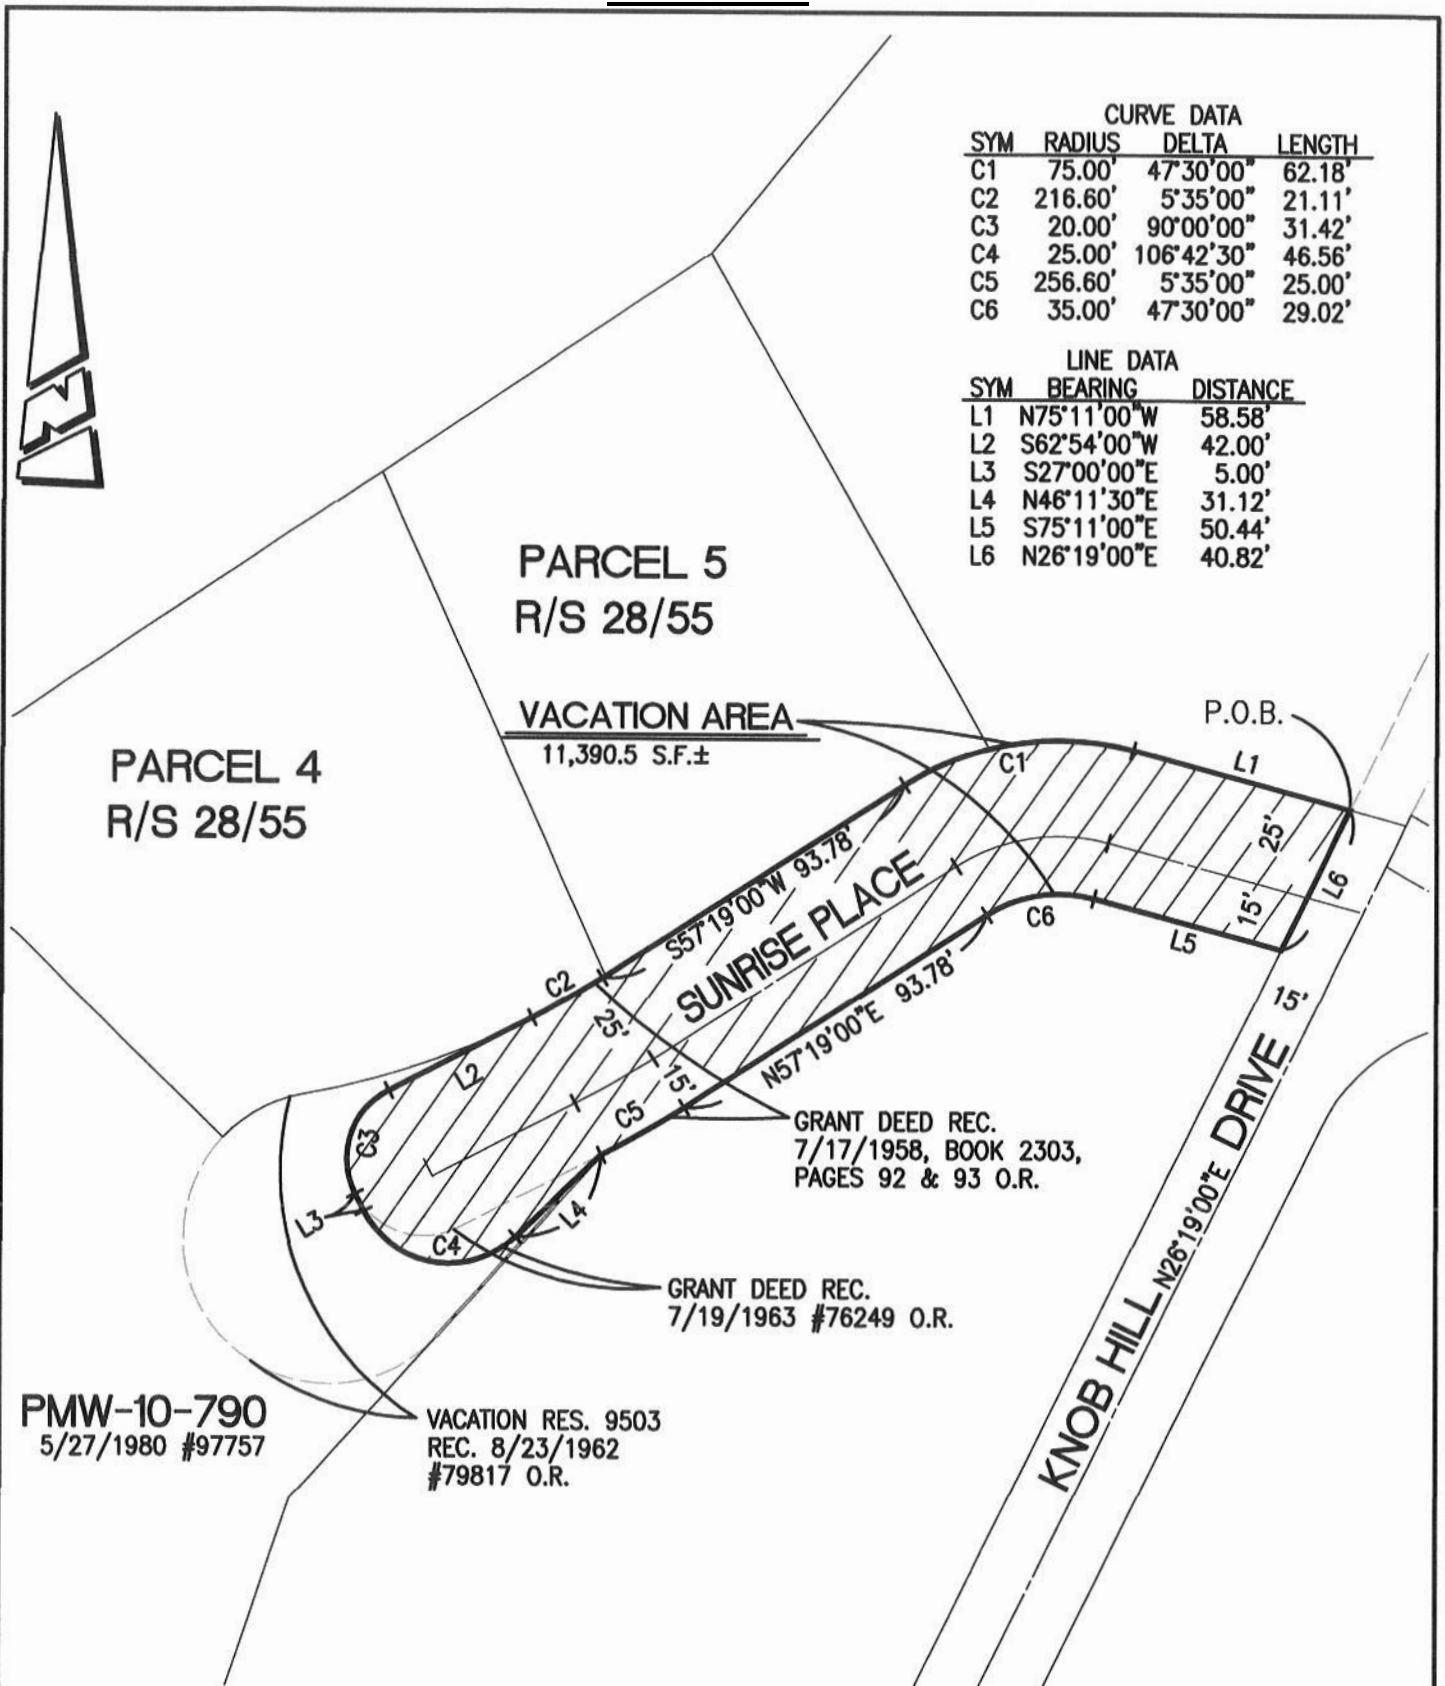 CURVE DATA
SYM RADIUS DELTA LENGTH
C1 75.00' 47°30'00" 62.18'
C2 216.60' 5°35'00" 21.11'
C3 20.00' 90°00'00" 31.42'
C4 25.00' 106°42'30" 46.56'
C5 256.60' 5°35'00" 25.00'
C6 35.00' 47°30'00" 29.02'
LINE DATA
SYM BEARING DISTANCE
L1 N75°11'00"W 58.58'
L2 S62°54'00"W 42.00'
L3 S27°00'00"E 5.00'
L4 N46°11'30"E 31.12'
L5 S75°11'00"E 50.44'
L6 N26°19'00"E 40.82'
N
PARCEL 5
R/S 28/55
VACATION AREA
11,390.5 S.F.±
P.O.B.
PARCEL 4
R/S 28/55
C1
L1
25'
L6
15'
S57°19'00"W 93.78'
SUNRISE PLACE
C6
L5
N57°19'00"E 93.78'
15'
C2
25'
15'
L2
C5
C3
L3
C4
L4
GRANT DEED REC.
7/17/1958, BOOK 2303,
PAGES 92 & 93 O.R.
GRANT DEED REC.
7/19/1963 #76249 O.R.
KNOB HILL N26°19'00"E DRIVE
PMW-10-790
5/27/1980 #97757
VACATION RES. 9503
REC. 8/23/1962
#79817 O.R.